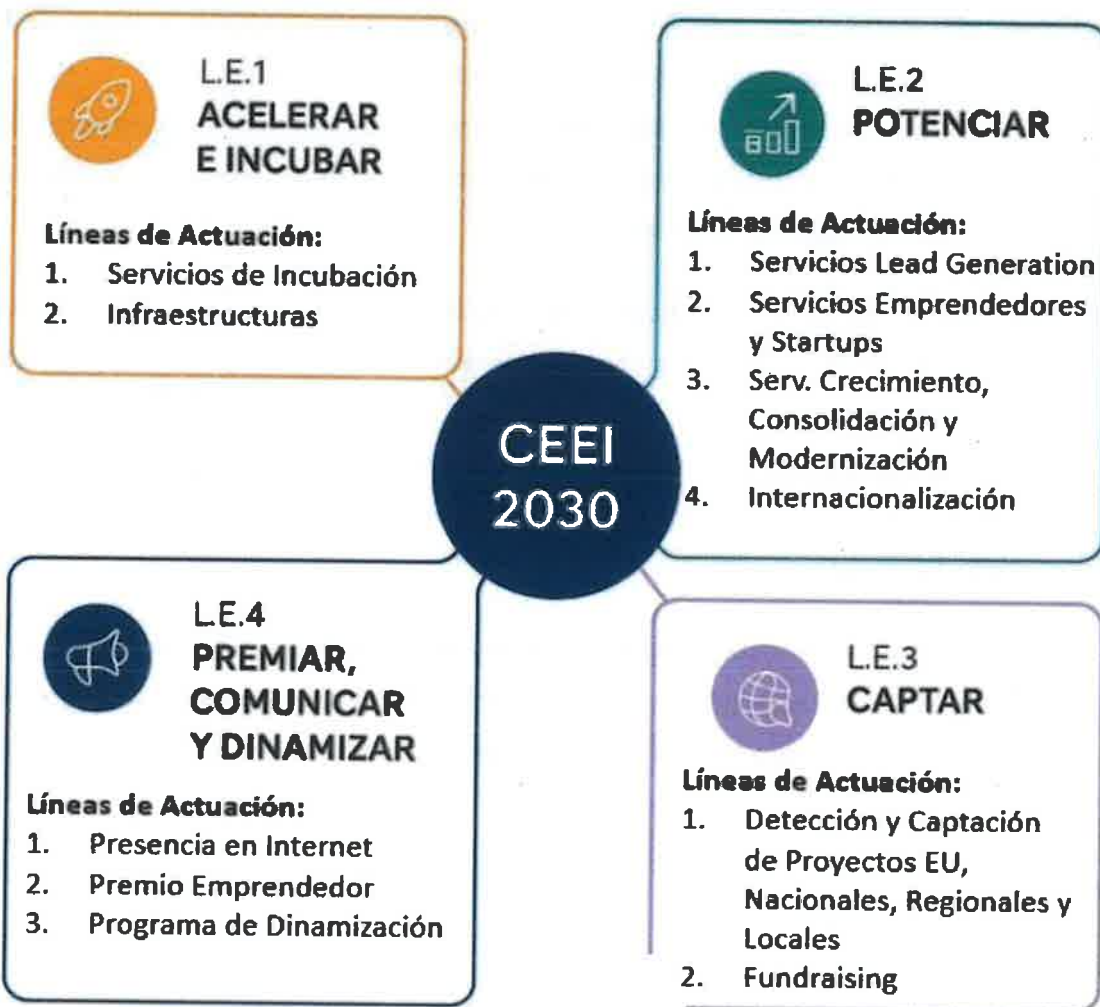 L.E.1
ACELERAR
E INCUBAR
Líneas de Actuación:
1. Servicios de Incubación
2. Infraestructuras
L.E.2
POTENCIAR
Líneas de Actuación:
1. Servicios Lead Generation
2. Servicios Emprendedores
y Startups
3. Serv. Crecimiento,
Consolidación y
Modernización
4. Internacionalización
CEEI
2030
L.E.4
PREMIAR,
COMUNICAR
Y DINAMIZAR
Líneas de Actuación:
1. Presencia en Internet
2. Premio Emprendedor
3. Programa de Dinamización
L.E.3
CAPTAR
Líneas de Actuación:
1. Detección y Captación
de Proyectos EU,
Nacionales, Regionales y
Locales
2. Fundraising